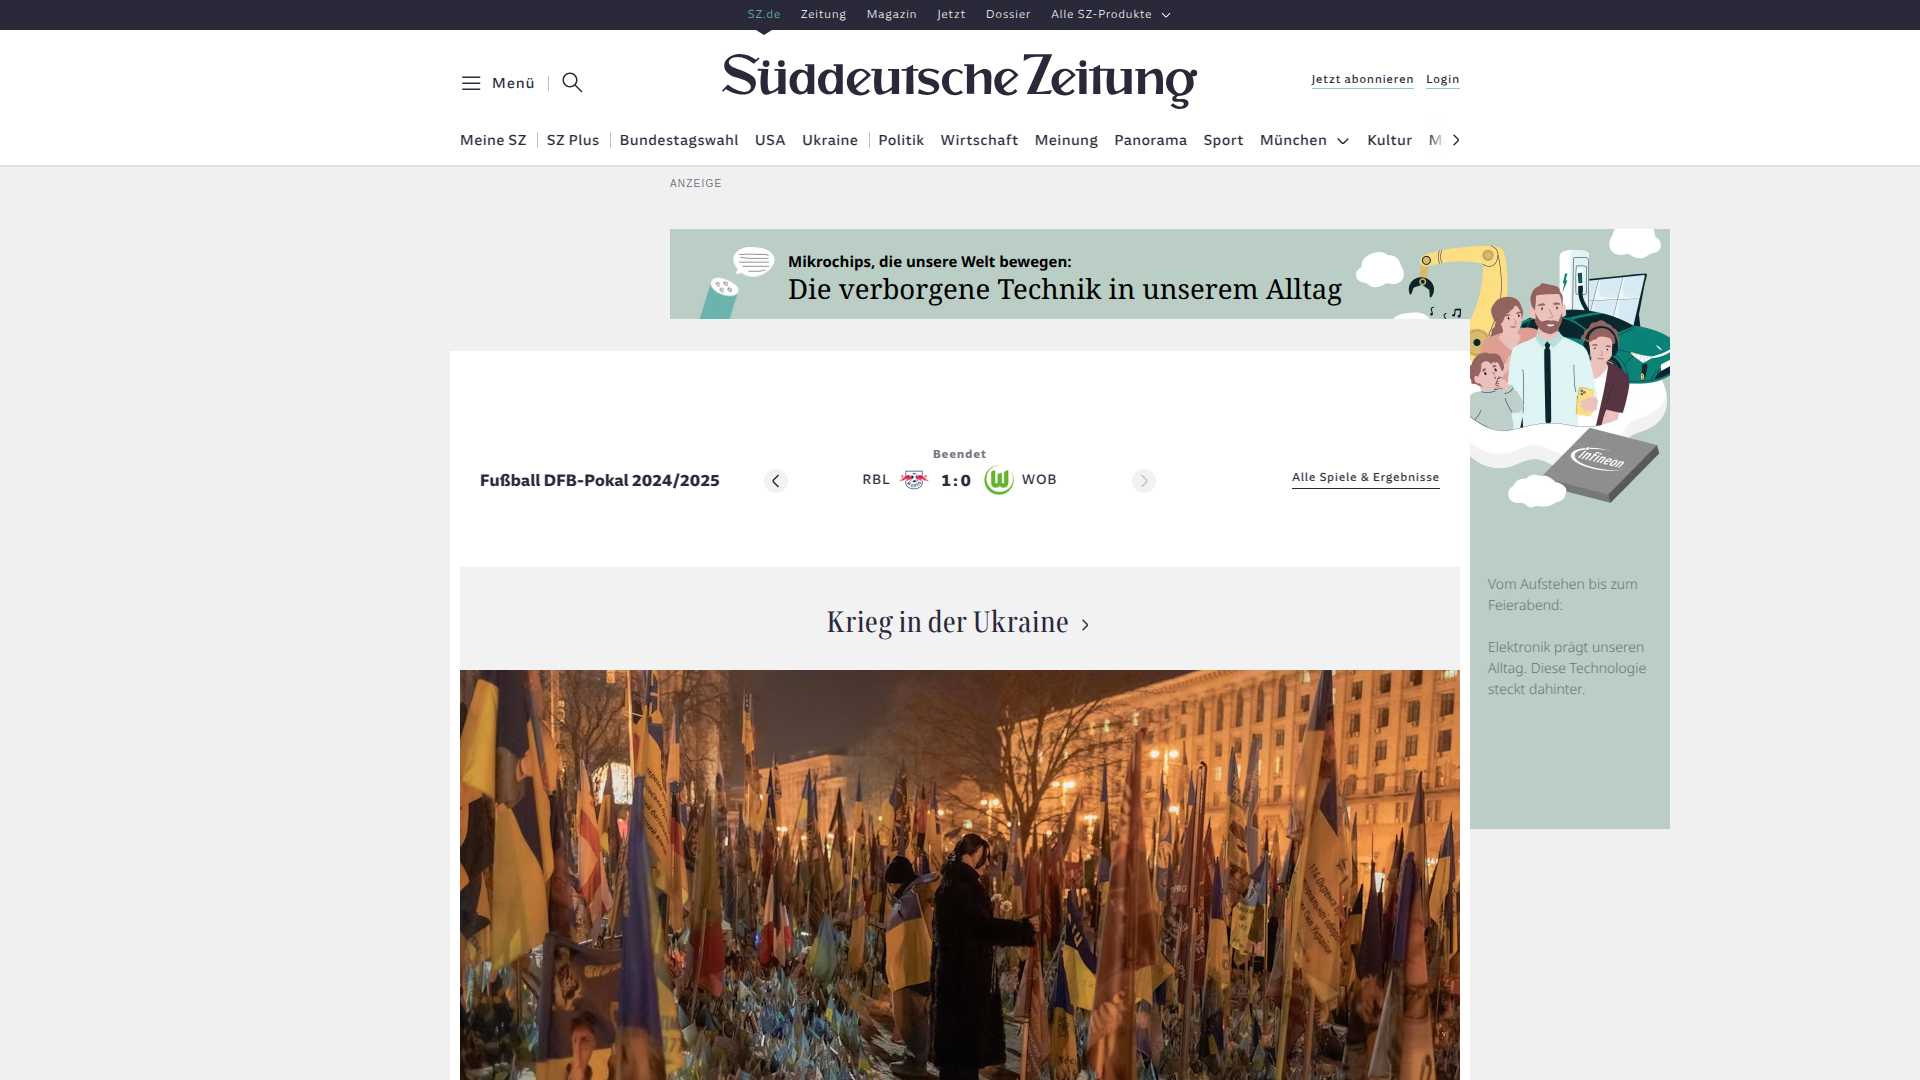 SZ.de Zeitung Magazin Jetzt Dossier Alle SZ-Produkte
Menü
Süddeutsche Zeitung
Jetzt abonnieren Login
Meine SZ SZ Plus Bundestagswahl USA Ukraine Politik Wirtschaft Meinung Panorama Sport München Kultur M
ANZEIGE
Mikrochips, die unsere Welt bewegen:
Die verborgene Technik in unserem Alltag
infineon
Vom Aufstehen bis zum
Feierabend:
Elektronik prägt unseren
Alltag. Diese Technologie
steckt dahinter.
Beendet
Fußball DFB-Pokal 2024/2025
RBL 1:0 WOB
Alle Spiele & Ergebnisse
Krieg in der Ukraine